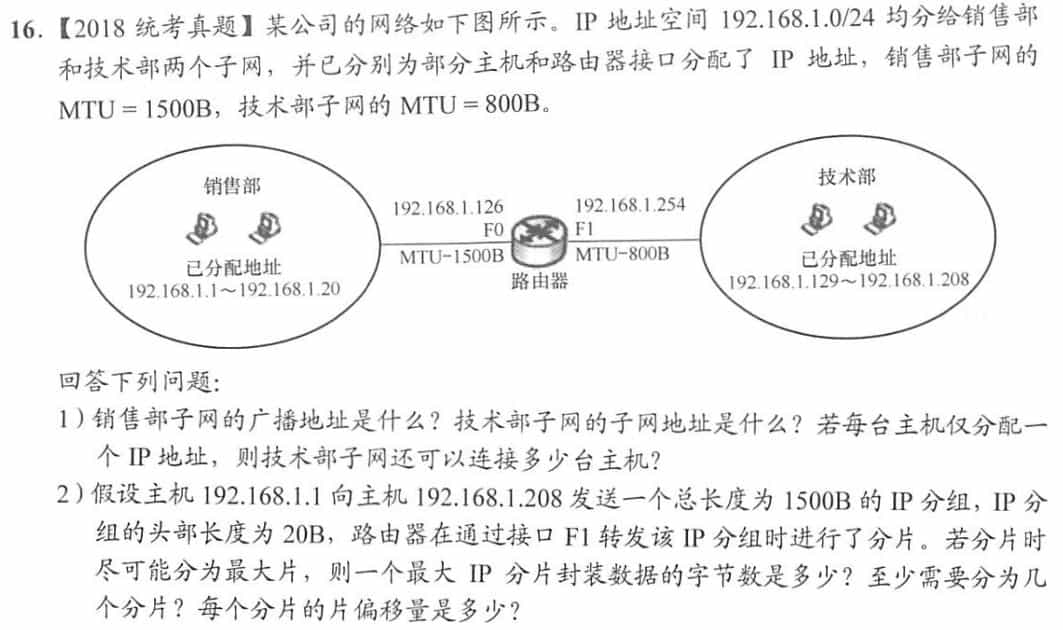 16.【2018 统考真题】某公司的网络如下图所示。IP 地址空间 192.168.1.0/24 均分给销售部
和技术部两个子网，并已分别为部分主机和路由器接口分配了 IP 地址，销售部子网的
MTU = 1500B，技术部子网的 MTU = 800B。
销售部
已分配地址
192.168.1.1～192.168.1.20
192.168.1.126
F0
MTU-1500B
路由器
192.168.1.254
F1
MTU-800B
技术部
已分配地址
192.168.1.129～192.168.1.208
回答下列问题：
1）销售部子网的广播地址是什么？技术部子网的子网地址是什么？若每台主机仅分配一
个 IP 地址，则技术部子网还可以连接多少台主机？
2）假设主机 192.168.1.1 向主机 192.168.1.208 发送一个总长度为 1500B 的 IP 分组，IP 分
组的头部长度为 20B，路由器在通过接口 F1 转发该 IP 分组时进行了分片。若分片时
尽可能分为最大片，则一个最大 IP 分片封装数据的字节数是多少？至少需要分为几
个分片？每个分片的片偏移量是多少？